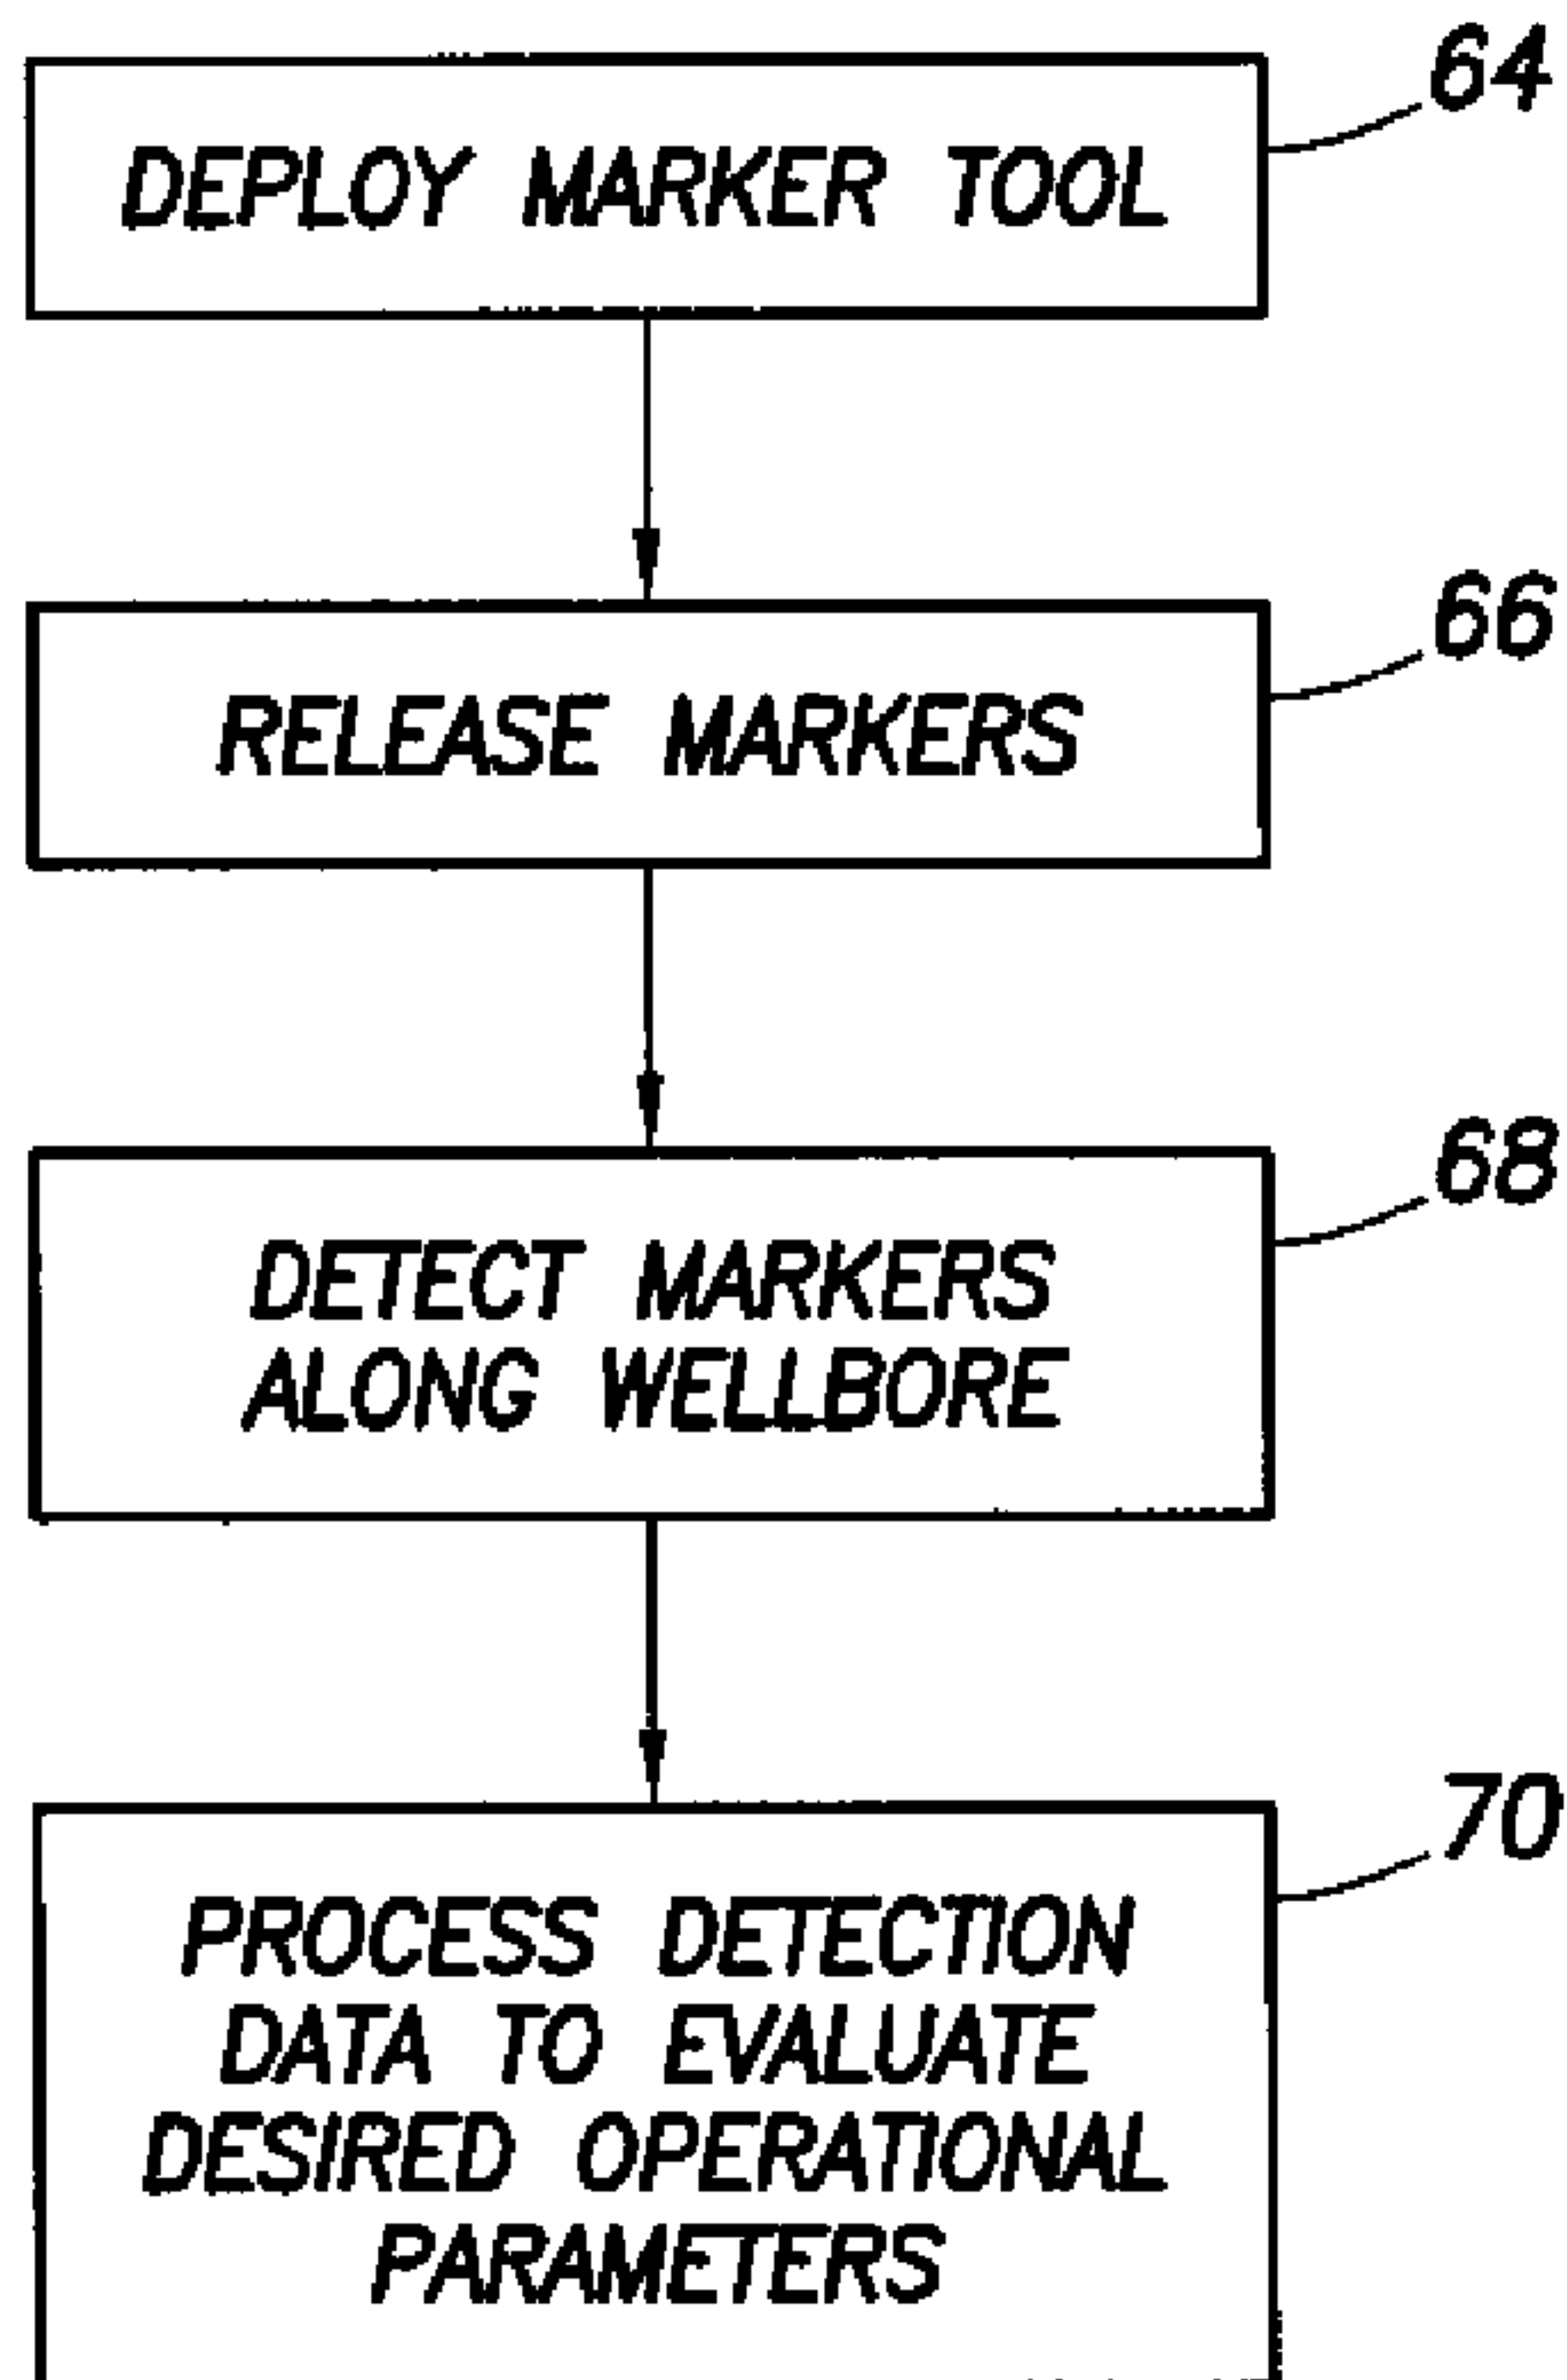 64
DEPLOY MARKER TOOL
66
RELEASE MARKERS
68
DETECT MARKERS
ALONG WELLBORE
70
PROCESS DETECTION
DATA TO EVALUATE
DESIRED OPERATIONAL
PARAMETERS